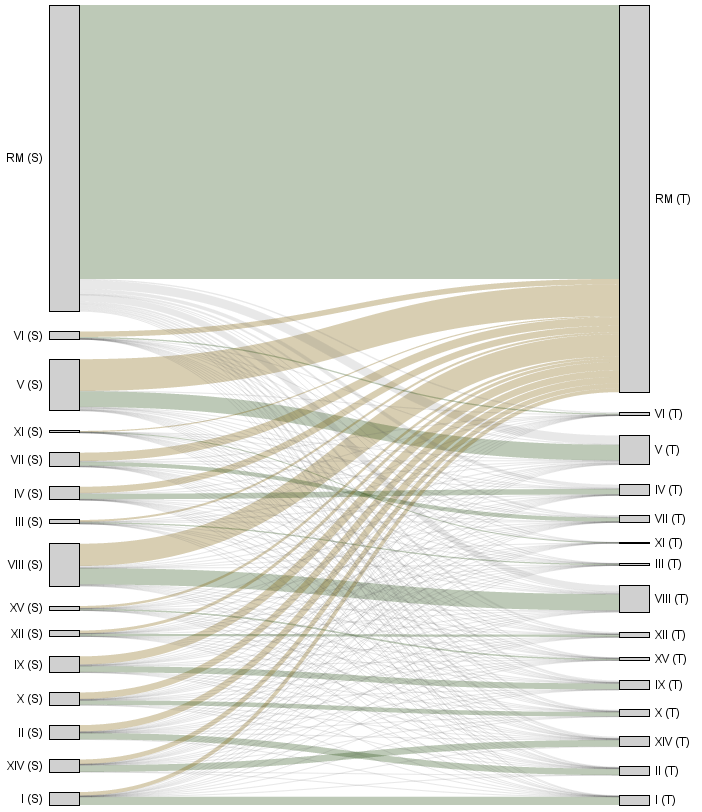 RM (S)
VI (S)
V (S)
XI (S)
VII (S)
IV (S)
III (S)
VIII (S)
XV (S)
XII (S)
IX (S)
X (S)
II (S)
XIV (S)
I (S)
RM (T)
VI (T)
V (T)
IV (T)
VII (T)
XI (T)
III (T)
VIII (T)
XII (T)
XV (T)
IX (T)
X (T)
XIV (T)
II (T)
I (T)